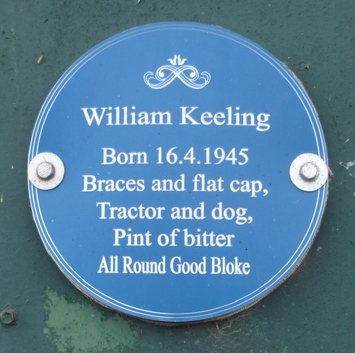 William Keeling
Born 16.4.1945
Braces and flat cap,
Tractor and dog,
Pint of bitter
All Round Good Bloke